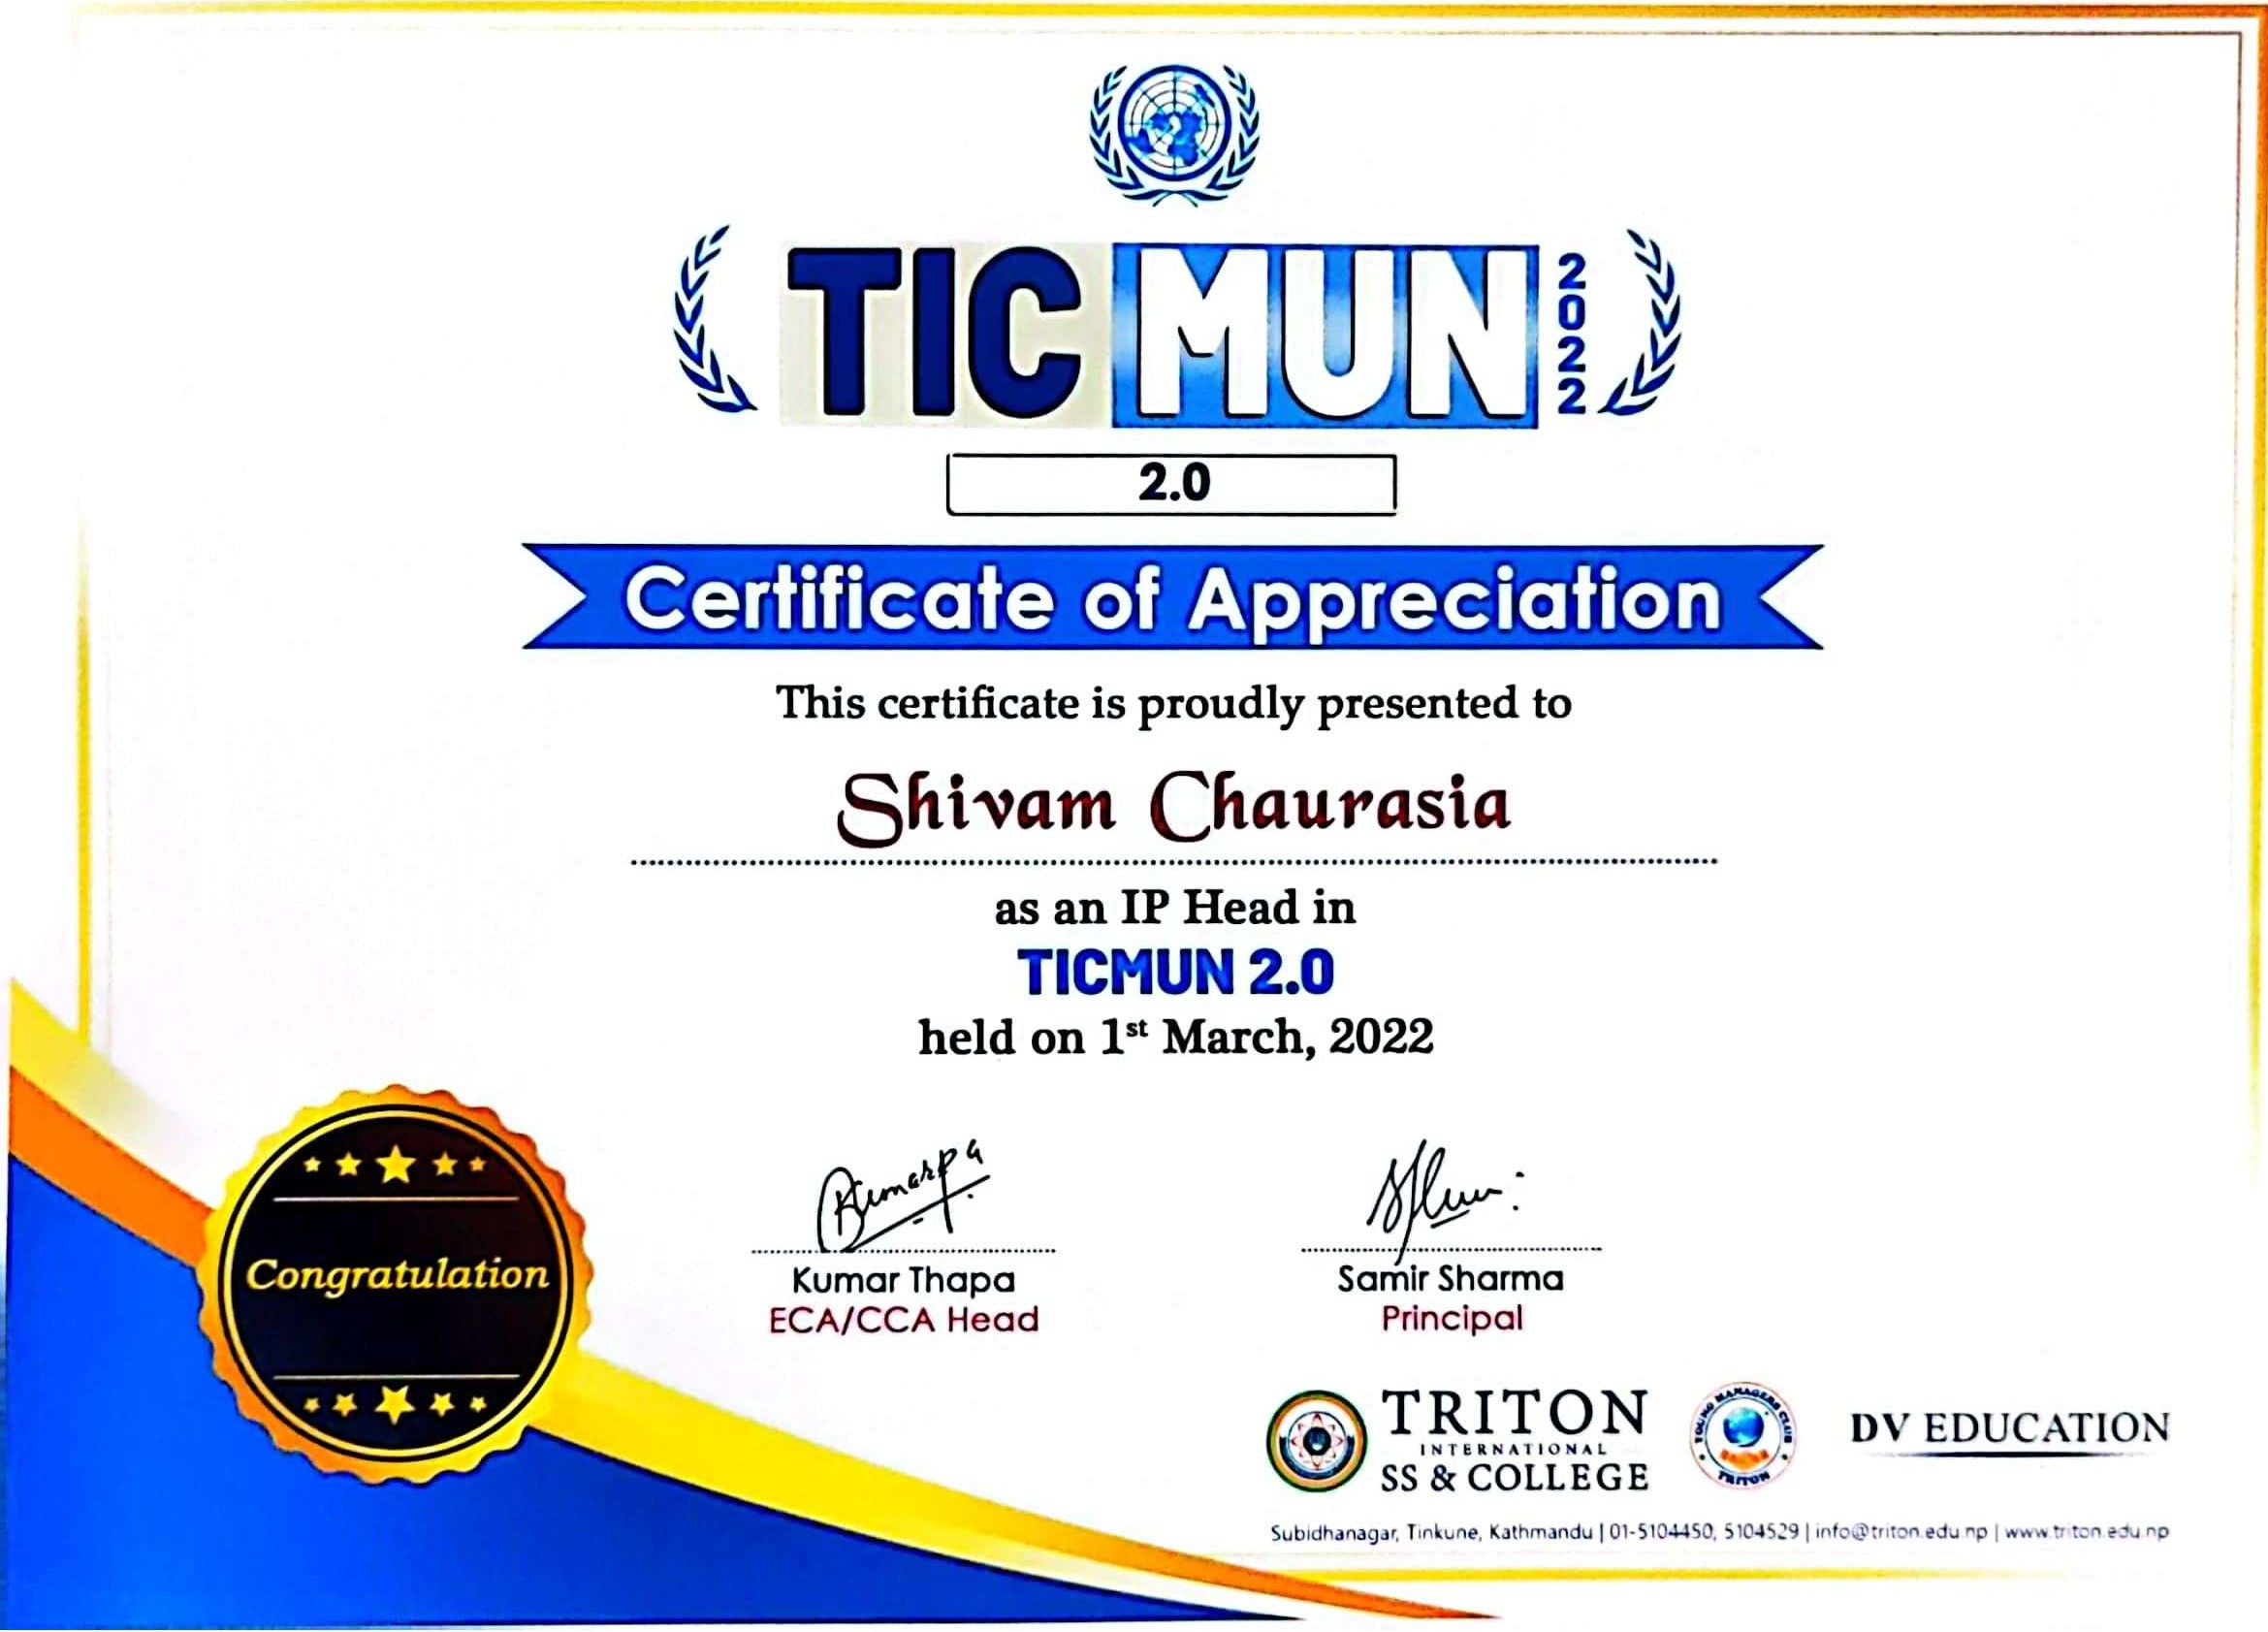 TIC MUN 2022
2.0
Certificate of Appreciation
This certificate is proudly presented to
Shivam Chaurasia
as an IP Head in
TICMUN 2.0
held on 1st March, 2022
Congratulation
Kumar Thapa
ECA/CCA Head
Samir Sharma
Principal
TRITON
INTERNATIONAL
SS & COLLEGE
YOUNG MANAGERS CLUB
TRITON
DV EDUCATION
Subidhanagar, Tinkune, Kathmandu | 01-5104450, 5104529 | info@triton.edu.np | www.triton.edu.np